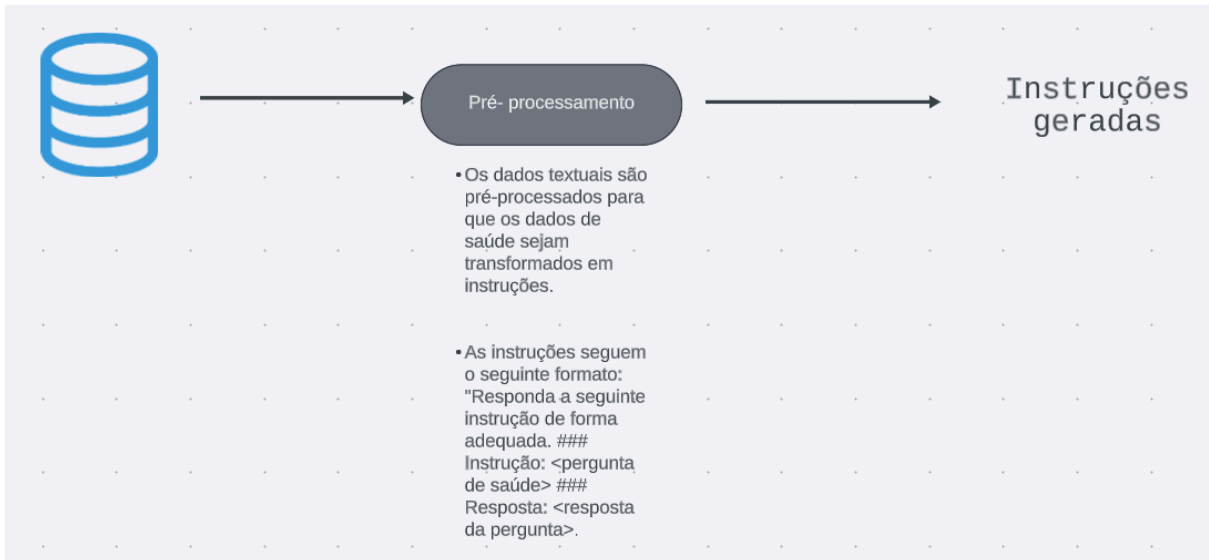 Pré- processamento
Instruções
geradas
• Os dados textuais são
pré-processados para
que os dados de
saúde sejam
transformados em
instruções.
• As instruções seguem
o seguinte formato:
"Responda a seguinte
instrução de forma
adequada. ###
Instrução: <pergunta
de saúde> ###
Resposta: <resposta
da pergunta>.